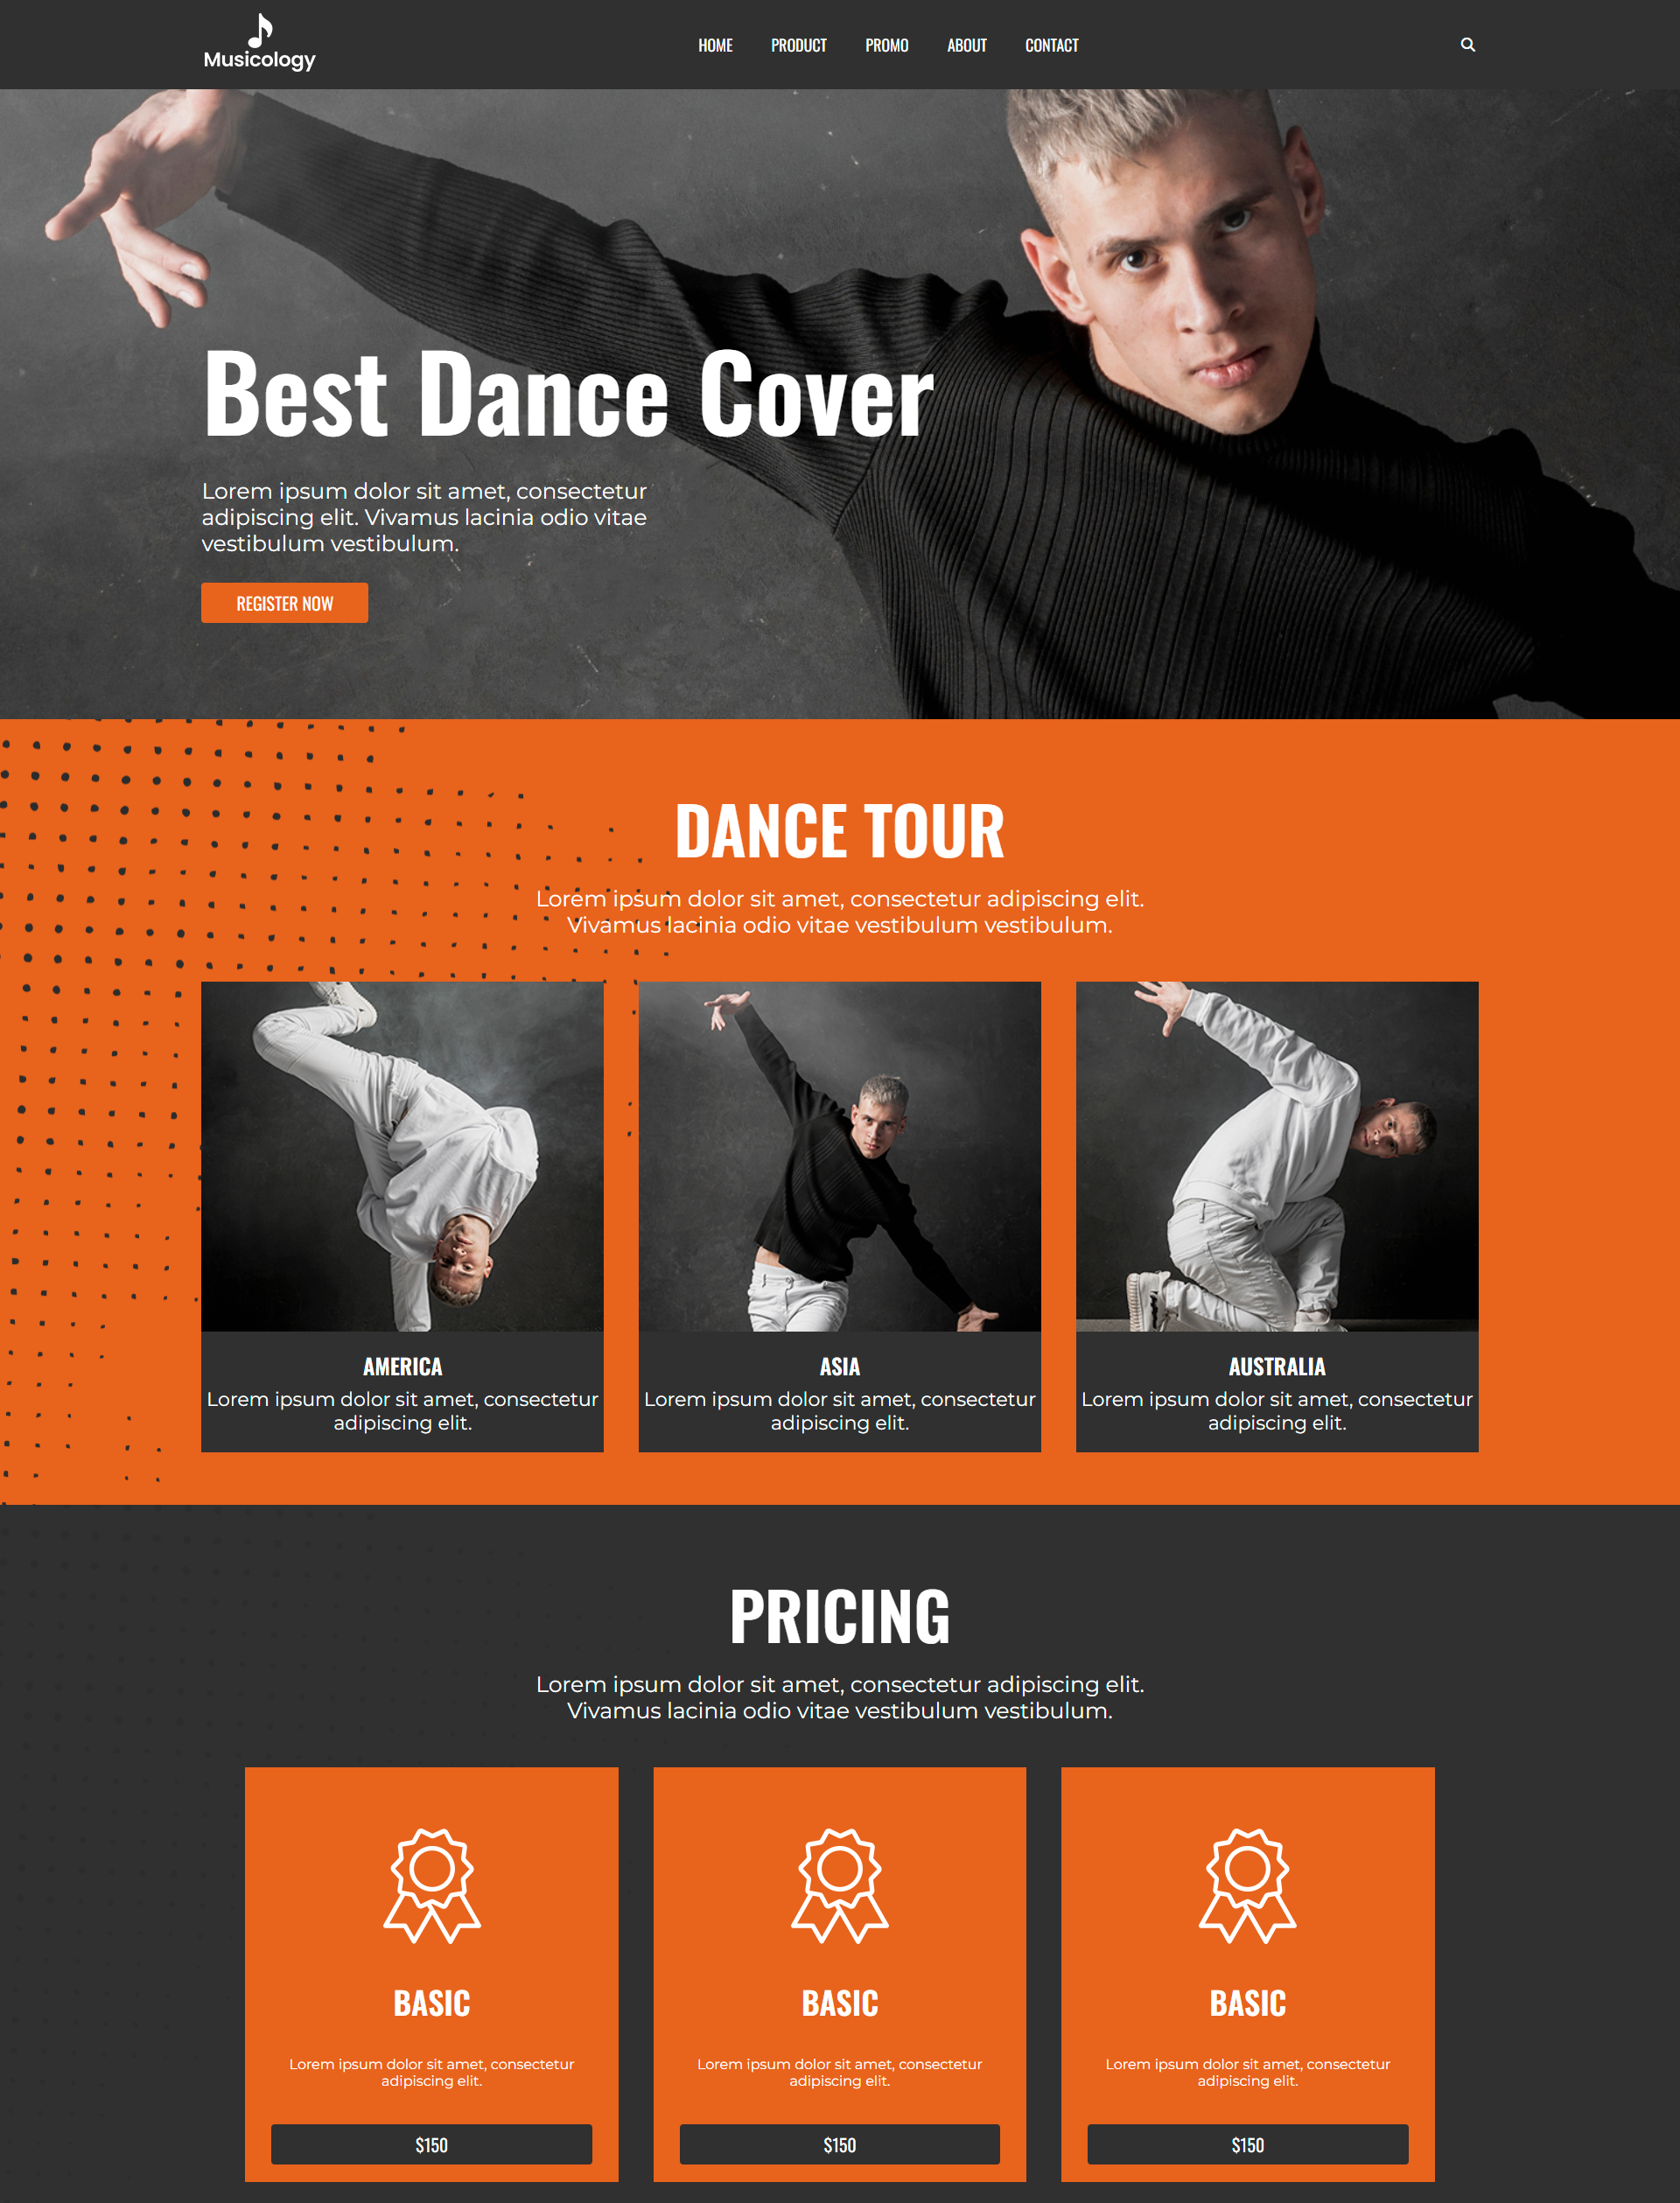 Musicology
HOME PRODUCT PROMO ABOUT CONTACT
Best Dance Cover
Lorem ipsum dolor sit amet, consectetur
adipiscing elit. Vivamus lacinia odio vitae
vestibulum vestibulum.
REGISTER NOW
DANCE TOUR
Lorem ipsum dolor sit amet, consectetur adipiscing elit.
Vivamus lacinia odio vitae vestibulum vestibulum.
AMERICA
Lorem ipsum dolor sit amet, consectetur
adipiscing elit.
ASIA
Lorem ipsum dolor sit amet, consectetur
adipiscing elit.
AUSTRALIA
Lorem ipsum dolor sit amet, consectetur
adipiscing elit.
PRICING
Lorem ipsum dolor sit amet, consectetur adipiscing elit.
Vivamus lacinia odio vitae vestibulum vestibulum.
BASIC
Lorem ipsum dolor sit amet, consectetur
adipiscing elit.
$150
BASIC
Lorem ipsum dolor sit amet, consectetur
adipiscing elit.
$150
BASIC
Lorem ipsum dolor sit amet, consectetur
adipiscing elit.
$150